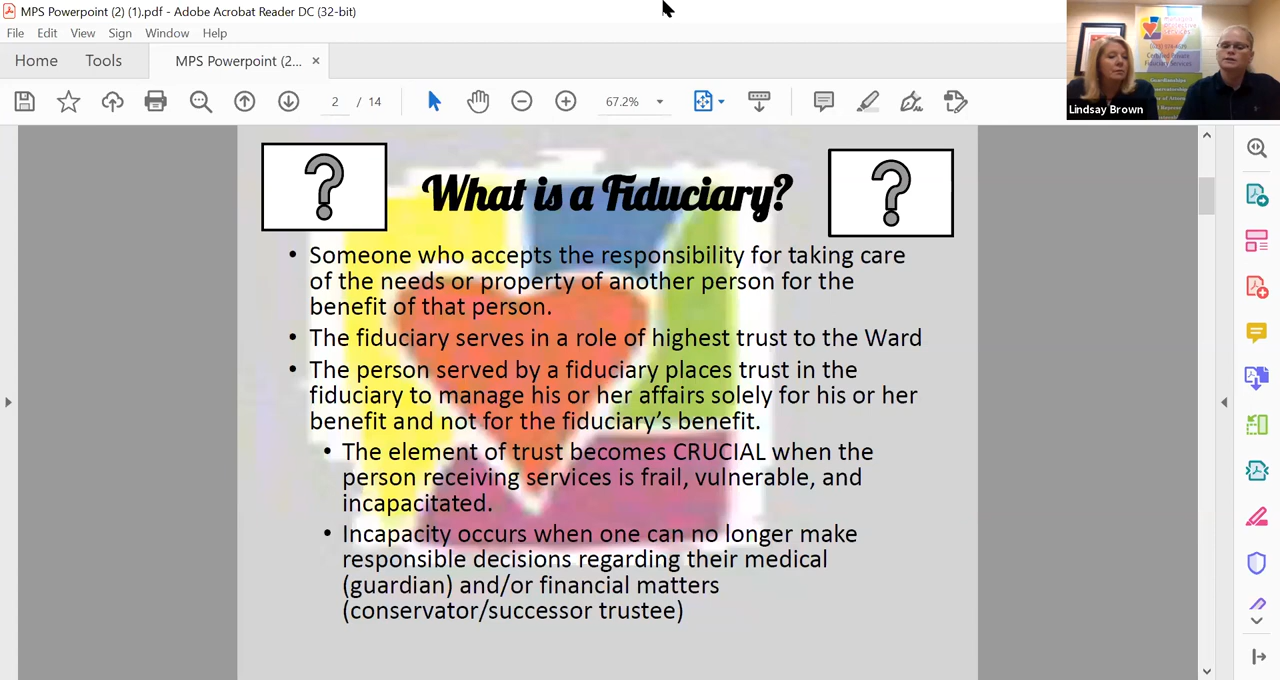 MPS Powerpoint (2) (1).pdf - Adobe Acrobat Reader DC (32-bit)
File Edit View Sign Window Help
Home Tools MPS Powerpoint (2... ×
2 / 14 67.2%
Lindsay Brown
? What is a Fiduciary? ?
• Someone who accepts the responsibility for taking care
of the needs or property of another person for the
benefit of that person.
• The fiduciary serves in a role of highest trust to the Ward
• The person served by a fiduciary places trust in the
fiduciary to manage his or her affairs solely for his or her
benefit and not for the fiduciary’s benefit.
• The element of trust becomes CRUCIAL when the
person receiving services is frail, vulnerable, and
incapacitated.
• Incapacity occurs when one can no longer make
responsible decisions regarding their medical
(guardian) and/or financial matters
(conservator/successor trustee)